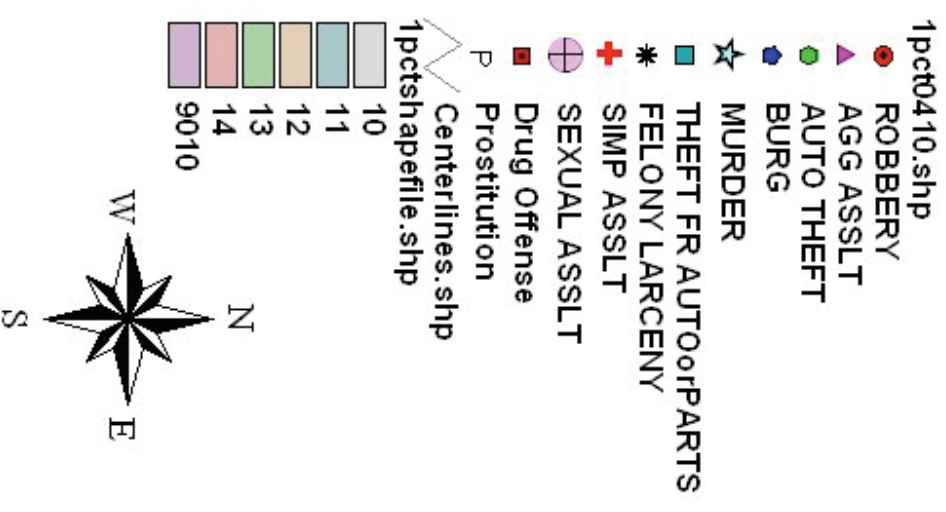 1pct0410.shp
ROBBERY
AGG ASSLT
AUTO THEFT
BURG
MURDER
THEFT FR AUTOorPARTS
FELONY LARCENY
SIMP ASSLT
SEXUAL ASSLT
Drug Offense
P Prostitution
Centerlines.shp
1pctshapefile.shp
10
11
12
13
14
9010
N
W
E
S